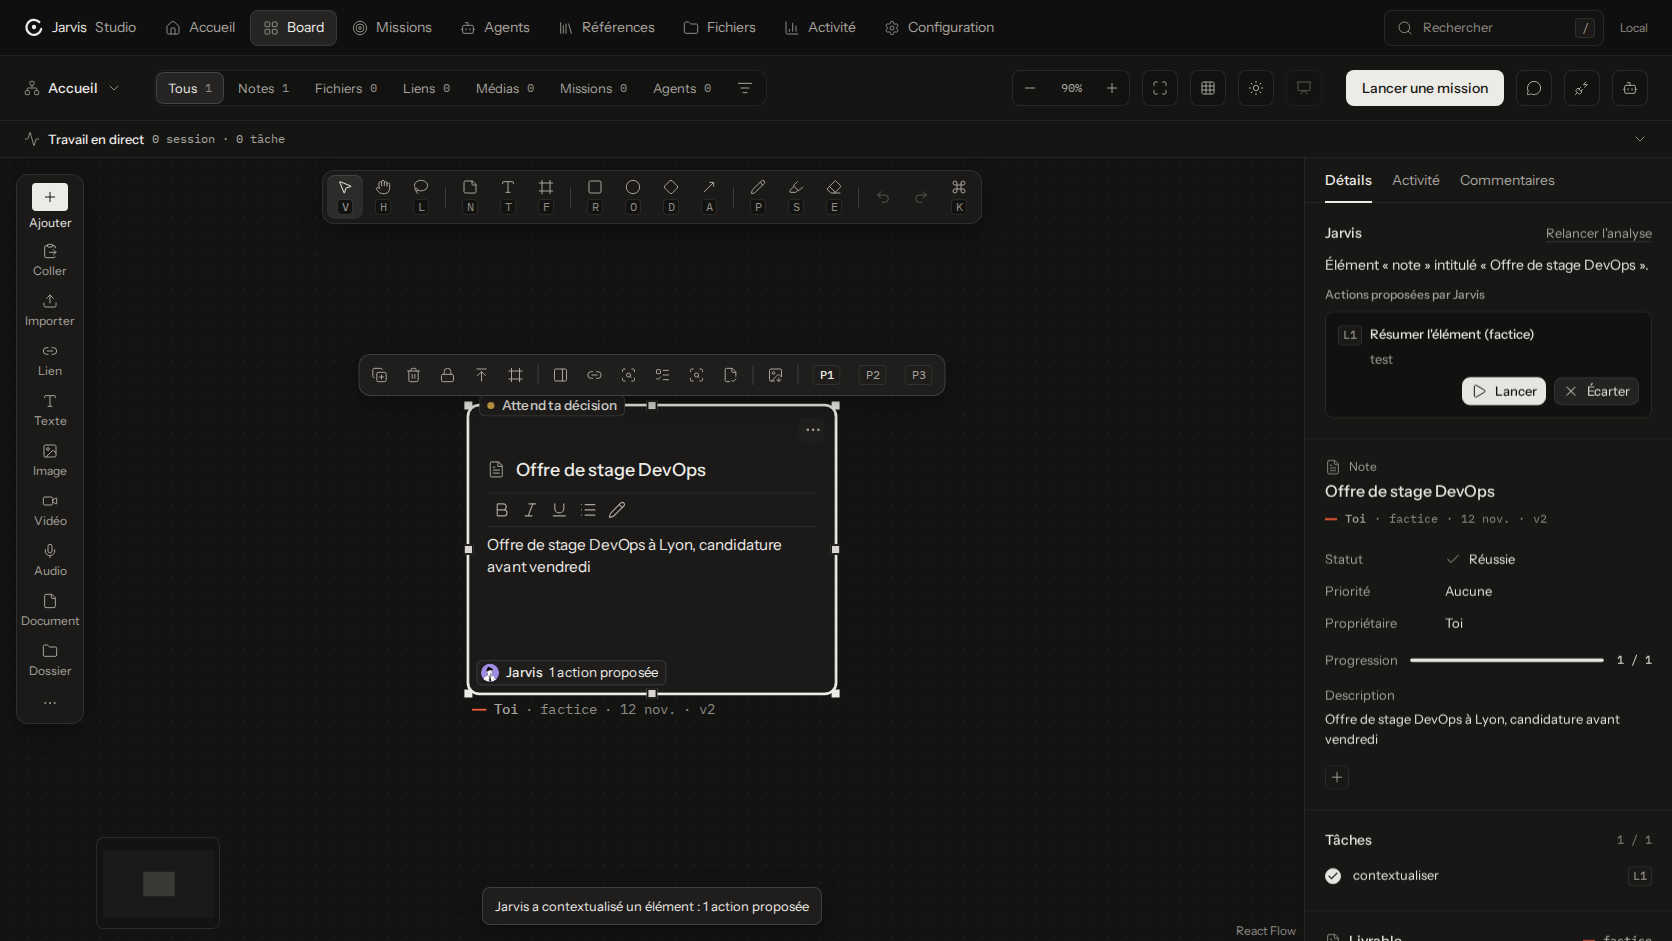 Jarvis Studio Accueil Board Missions Agents Références Fichiers Activité Configuration Rechercher / Local
Accueil Tous 1 Notes 1 Fichiers 0 Liens 0 Médias 0 Missions 0 Agents 0 90% Lancer une mission
Travail en direct 0 session · 0 tâche
V H L N T F R O D A P S E K
Ajouter
Coller
Importer
Lien
Texte
Image
Vidéo
Audio
Document
Dossier
P1 P2 P3
Attend ta décision
Offre de stage DevOps
Offre de stage DevOps à Lyon, candidature
avant vendredi
Jarvis 1 action proposée
Toi · factice · 12 nov. · v2
Jarvis a contextualisé un élément : 1 action proposée
React Flow
Détails Activité Commentaires
Jarvis Relancer l'analyse
Élément « note » intitulé « Offre de stage DevOps ».
Actions proposées par Jarvis
L1 Résumer l'élément (factice)
test
Lancer Écarter
Note
Offre de stage DevOps
Toi · factice · 12 nov. · v2
Statut Réussie
Priorité Aucune
Propriétaire Toi
Progression 1 / 1
Description
Offre de stage DevOps à Lyon, candidature avant
vendredi
Tâches 1 / 1
contextualiser L1
Livrable factice